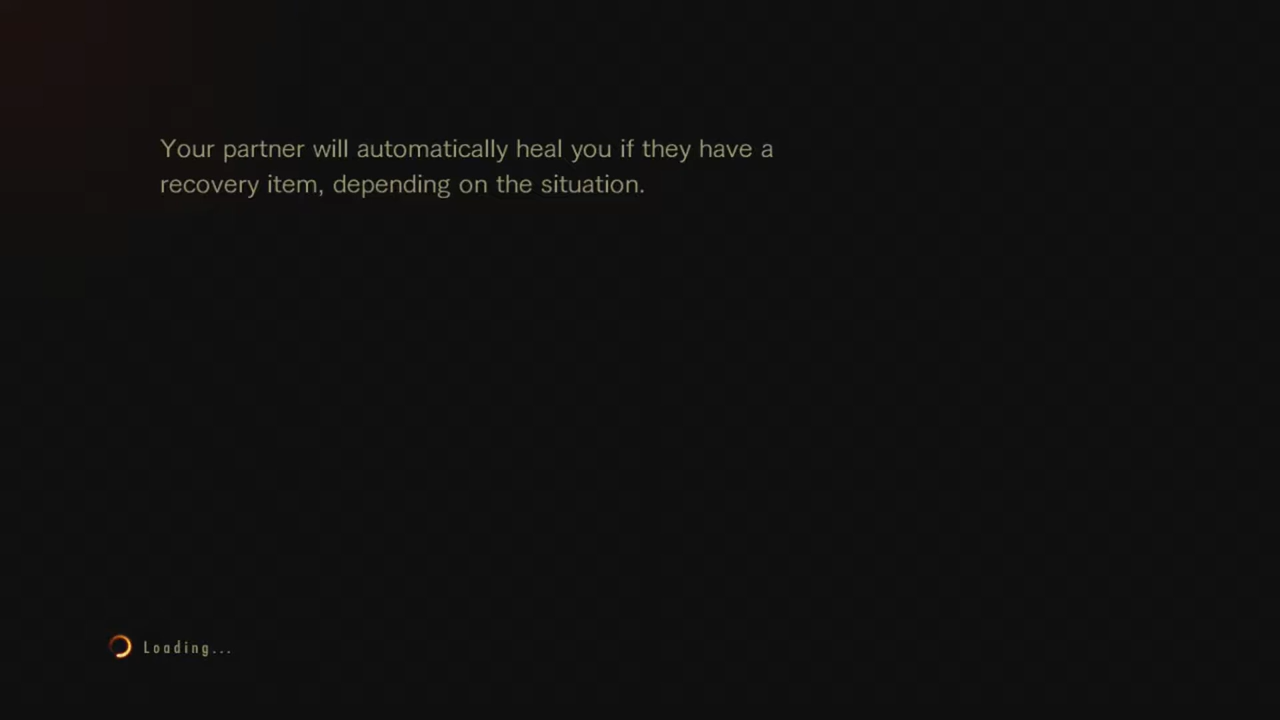 Your partner will automatically heal you if they have a
recovery item, depending on the situation.
Loading...